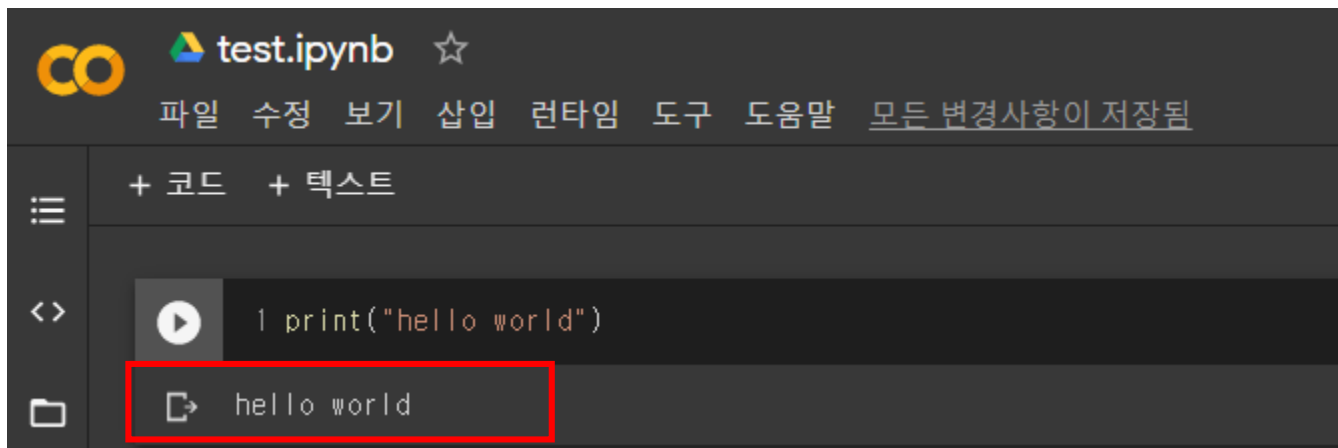 test.ipynb
파일 수정 보기 삽입 런타임 도구 도움말 모든 변경사항이 저장됨
+ 코드 + 텍스트
1 print("hello world")
hello world